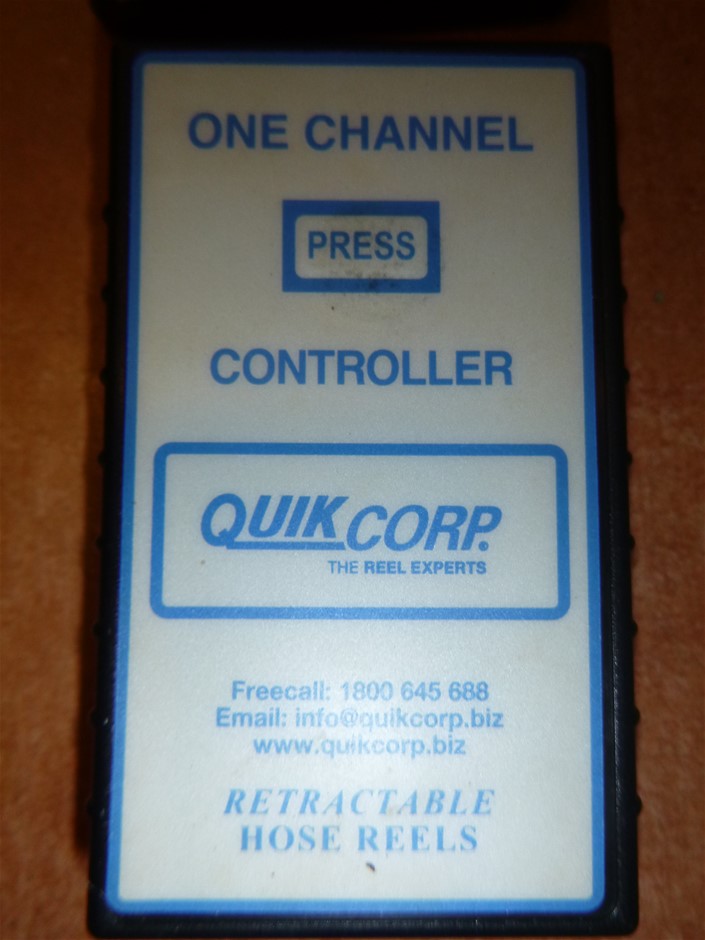 ONE CHANNEL
PRESS
CONTROLLER
QUIKCORP.
THE REEL EXPERTS
Freecall: 1800 645 688
Email: info@quikcorp.biz
www.quikcorp.biz
RETRACTABLE
HOSE REELS